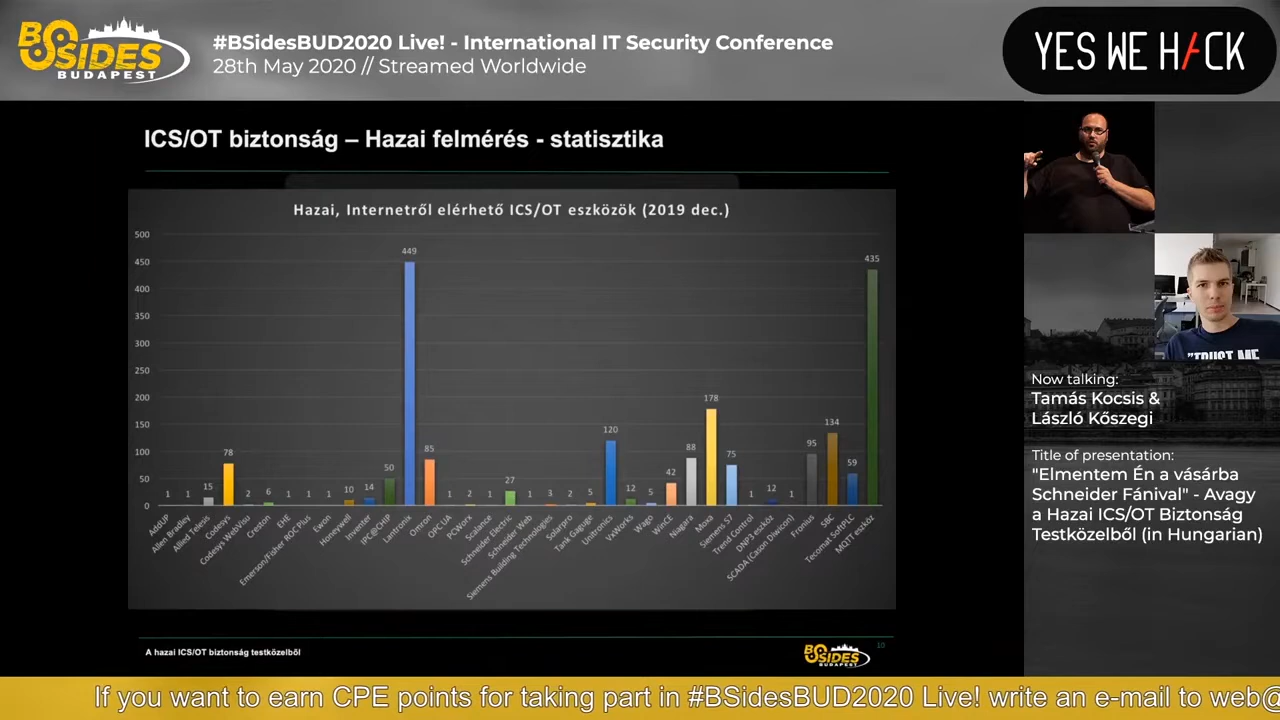 BSIDES
BUDAPEST
#BSidesBUD2020 Live! - International IT Security Conference
28th May 2020 // Streamed Worldwide
YES WE H/CK
ICS/OT biztonság – Hazai felmérés - statisztika
Hazai, Internetről elérhető ICS/OT eszközök (2019 dec.)
500
450
400
350
300
250
200
150
100
50
0
1 1 15 78 2 6 1 1 1 10 14 50 449 85 1 2 1 27 1 3 2 5 120 12 5 42 88 178 75 1 12 1 95 134 59 435
AddUP
Allen Bradley
Allied Telesis
Codesys
Codesys WebVisu
Creston
EHE
Emerson/Fisher ROC Plus
Ewon
Honeywell
Inventer
IPC@CHIP
Lantronix
Omron
OPC UA
PCWorx
Scalance
Schneider Electric
Schneider Web
Siemens Building Technologies
Solarpro
Tank Gaguge
Unitronics
VxWorks
Wago
WinCE
Niagara
Moxa
Siemens S7
Trend Control
DNP3 eszköz
SCADA (Cason Diavicon)
Fronius
SBC
Tecomat SoftPLC
MQTT eszköz
A hazai ICS/OT biztonság testközelből
BSIDES
BUDAPEST
10
"TRUST ME
Now talking:
Tamás Kocsis &
László Kőszegi
Title of presentation:
"Elmentem Én a vásárba
Schneider Fánival" - Avagy
a Hazai ICS/OT Biztonság
Testközelből (in Hungarian)
If you want to earn CPE points for taking part in #BSidesBUD2020 Live! write an e-mail to web@